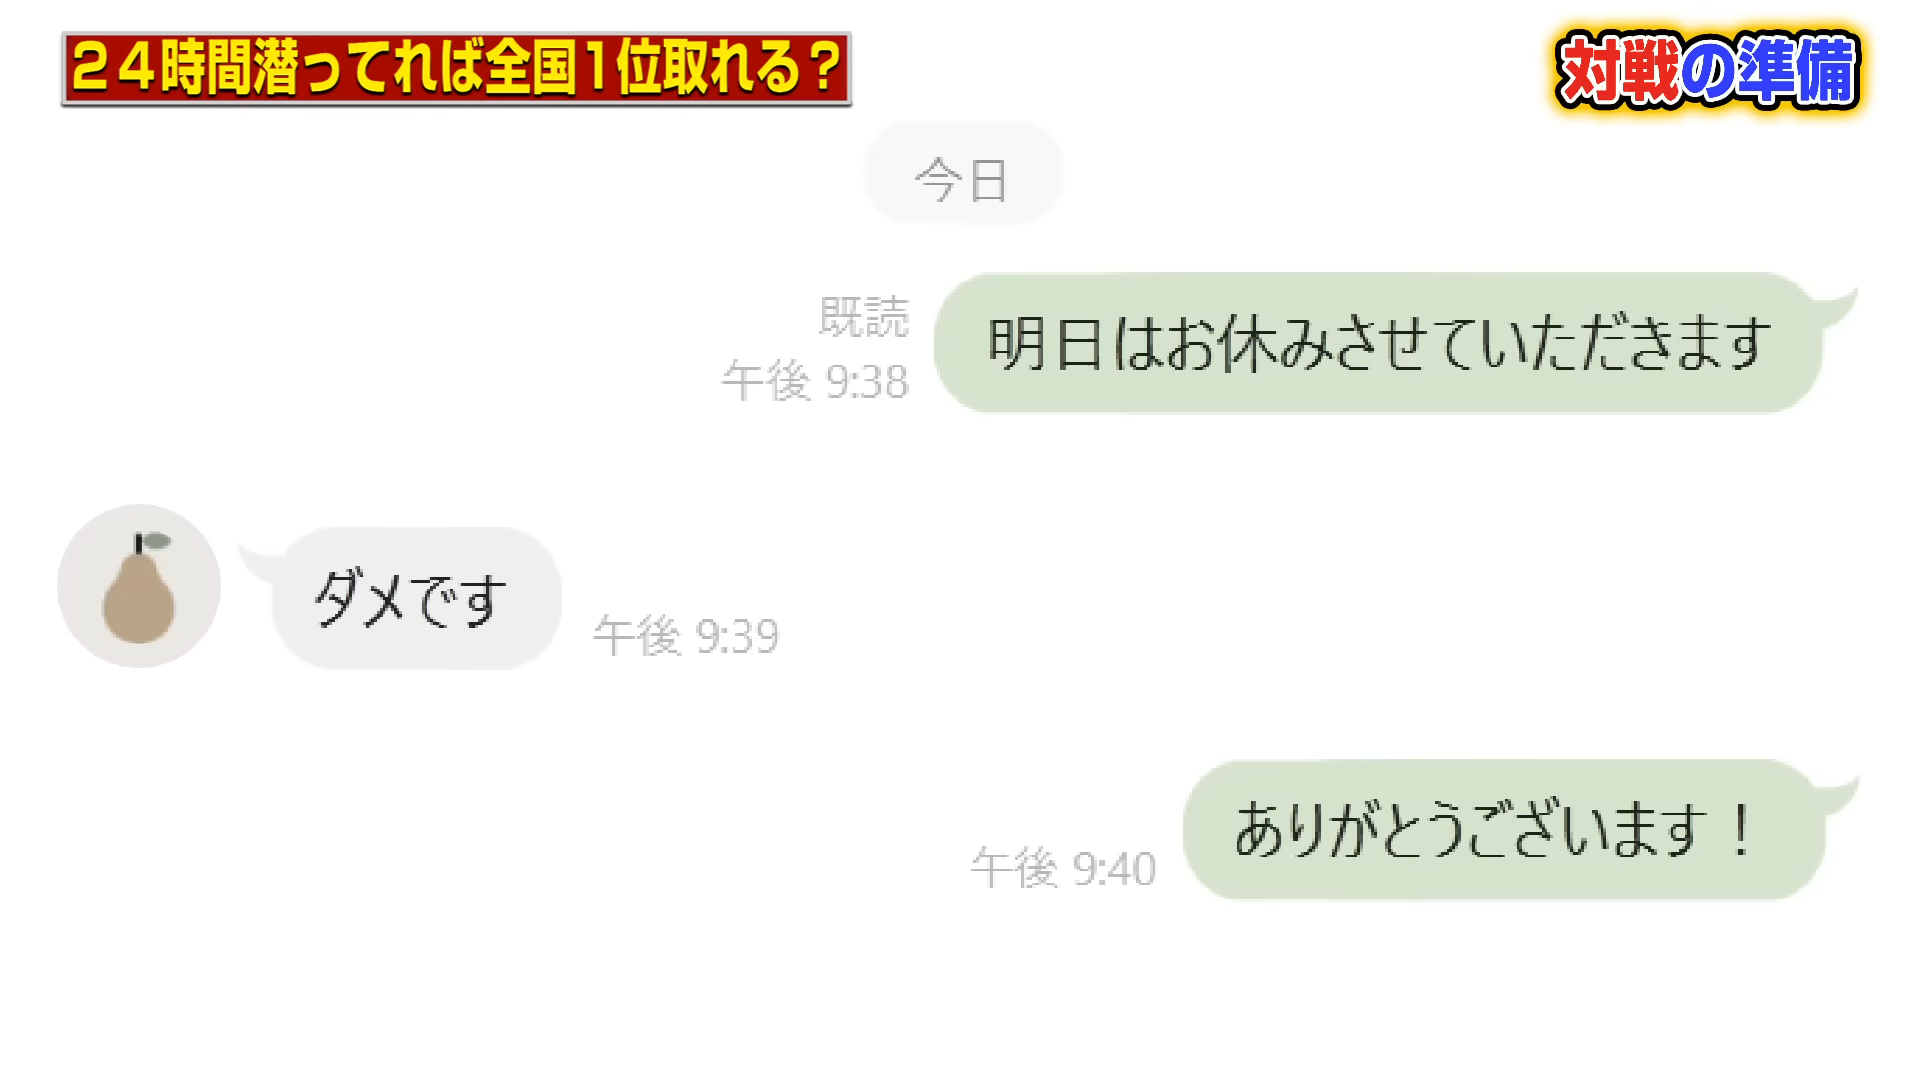 ２４時間潜ってれば全国１位取れる？
対戦の準備
今日
既読
午後 9:38
明日はお休みさせていただきます
ダメです
午後 9:39
ありがとうございます！
午後 9:40